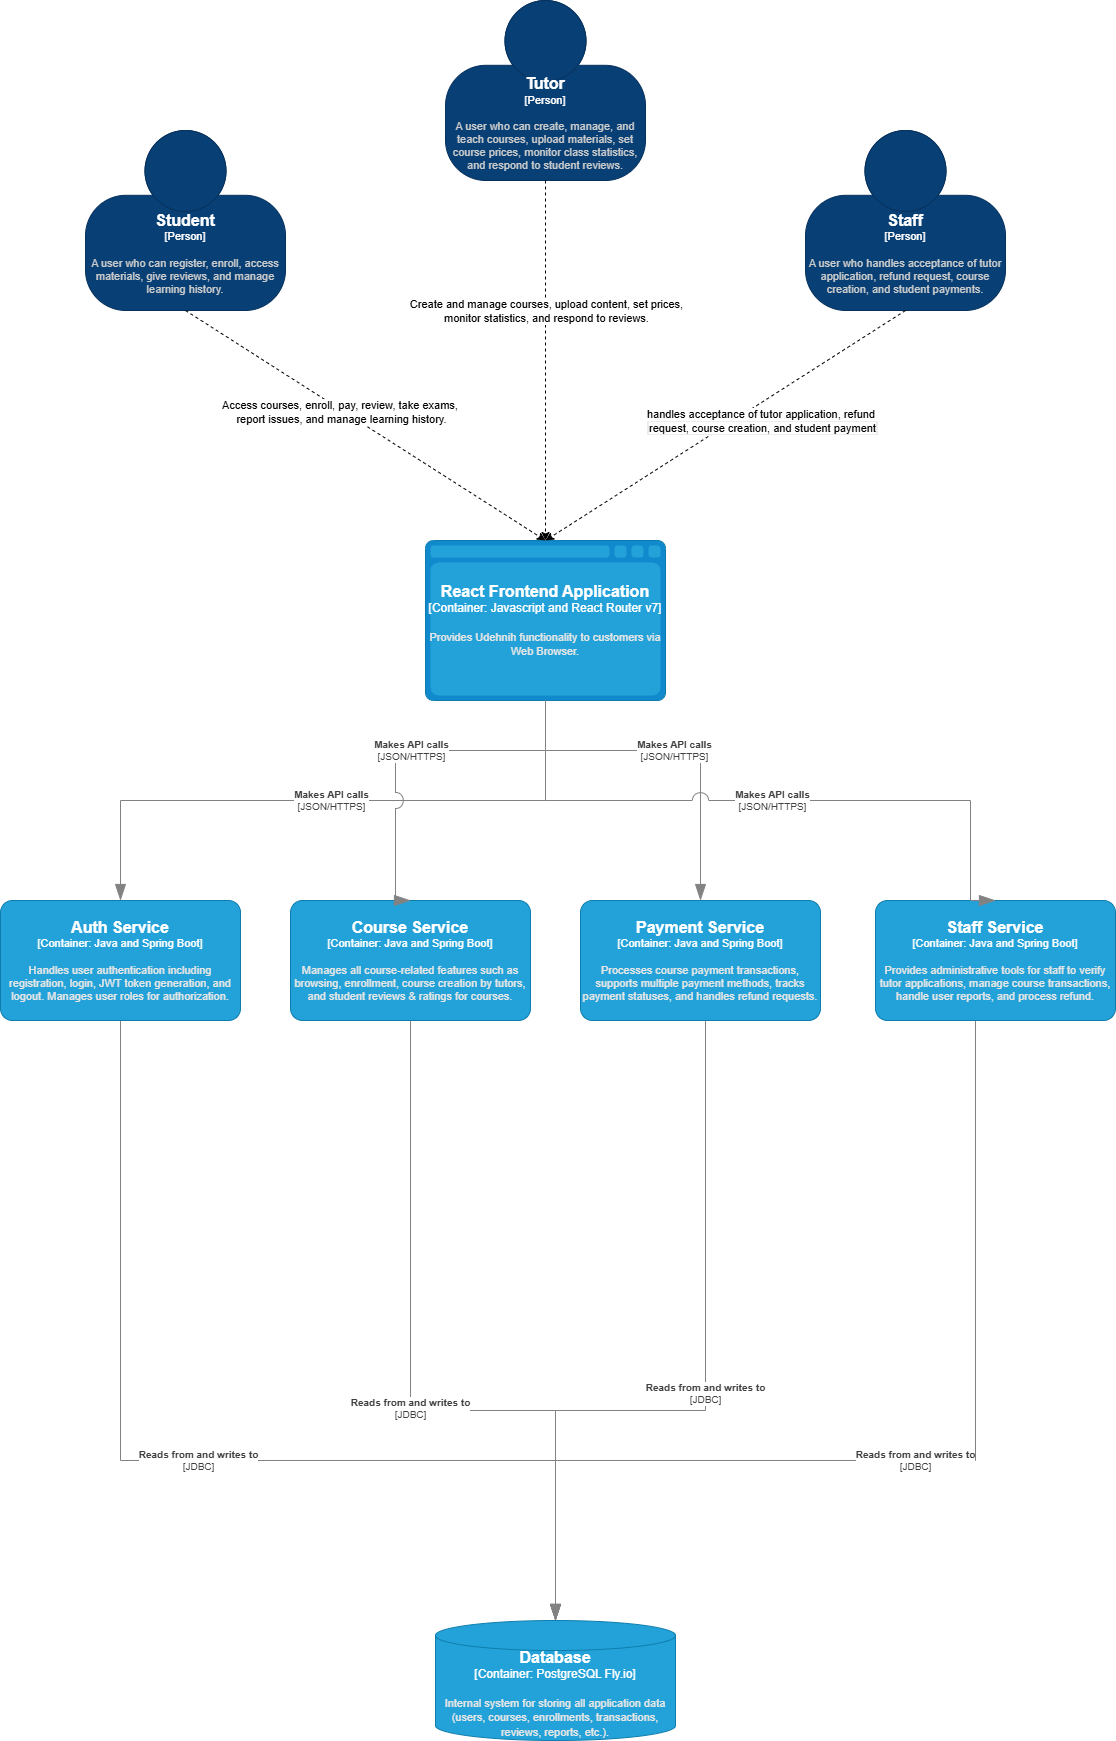 Tutor
[Person]
A user who can create, manage, and
teach courses, upload materials, set
course prices, monitor class statistics,
and respond to student reviews.
Student
[Person]
A user who can register, enroll, access
materials, give reviews, and manage
learning history.
Staff
[Person]
A user who handles acceptance of tutor
application, refund request, course
creation, and student payments.
Create and manage courses, upload content, set prices,
monitor statistics, and respond to reviews.
Access courses, enroll, pay, review, take exams,
report issues, and manage learning history.
handles acceptance of tutor application, refund
request, course creation, and student payment
React Frontend Application
[Container: Javascript and React Router v7]
Provides Udehnih functionality to customers via
Web Browser.
Makes API calls
[JSON/HTTPS]
Makes API calls
[JSON/HTTPS]
Makes API calls
[JSON/HTTPS]
Makes API calls
[JSON/HTTPS]
Auth Service
[Container: Java and Spring Boot]
Handles user authentication including
registration, login, JWT token generation, and
logout. Manages user roles for authorization.
Course Service
[Container: Java and Spring Boot]
Manages all course-related features such as
browsing, enrollment, course creation by tutors,
and student reviews & ratings for courses.
Payment Service
[Container: Java and Spring Boot]
Processes course payment transactions,
supports multiple payment methods, tracks
payment statuses, and handles refund requests.
Staff Service
[Container: Java and Spring Boot]
Provides administrative tools for staff to verify
tutor applications, manage course transactions,
handle user reports, and process refund.
Reads from and writes to
[JDBC]
Reads from and writes to
[JDBC]
Reads from and writes to
[JDBC]
Reads from and writes to
[JDBC]
Database
[Container: PostgreSQL Fly.io]
Internal system for storing all application data
(users, courses, enrollments, transactions,
reviews, reports, etc.).